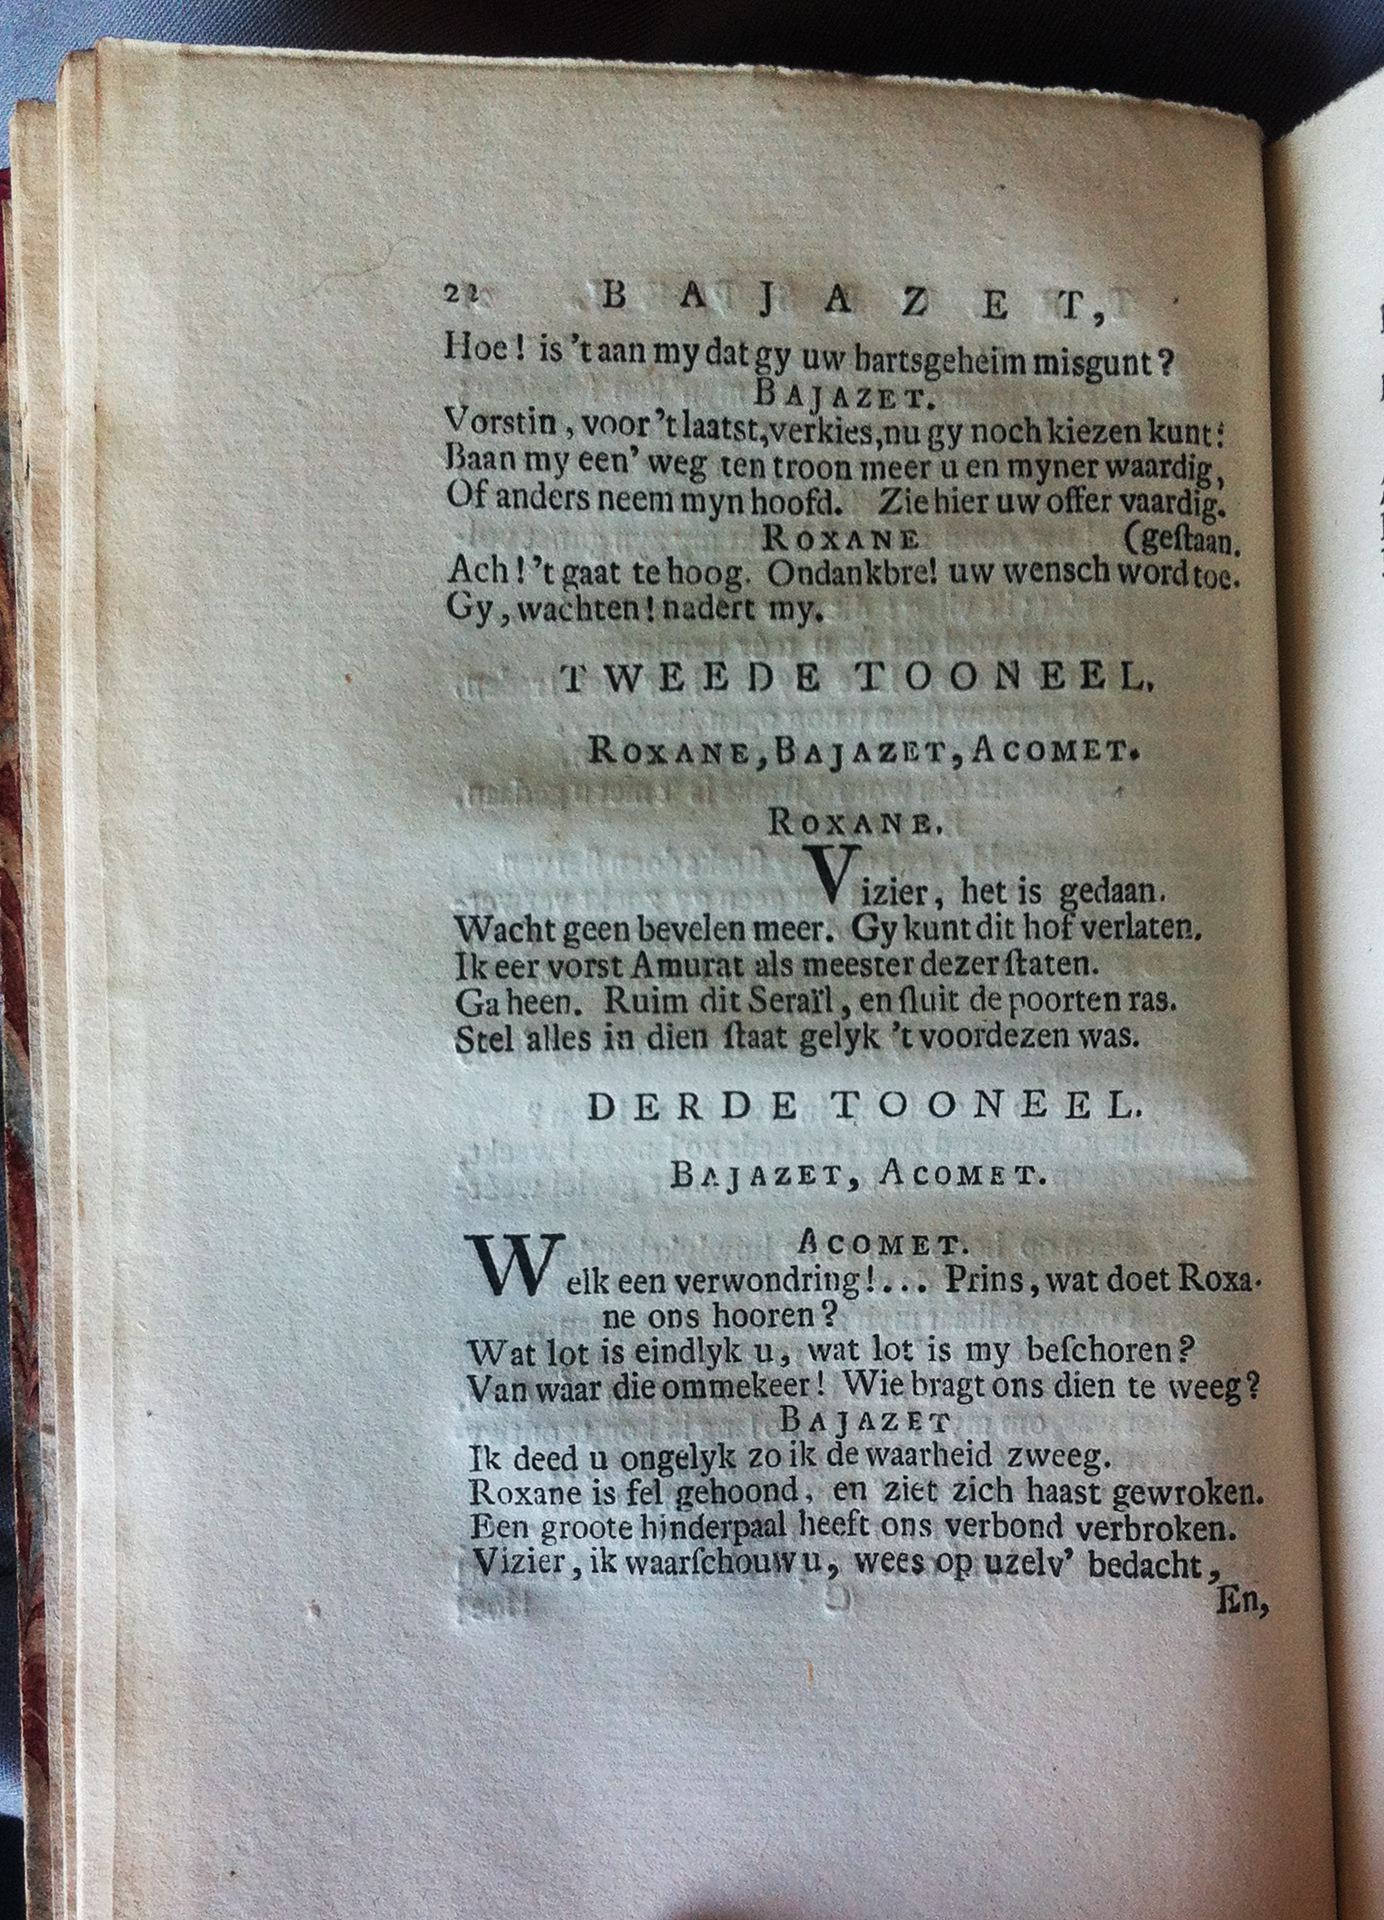 22 BAJAZET,
Hoe! is 't aan my dat gy uw hartsgeheim misgunt?
BAJAZET.
Vorstin, voor 't laatst, verkies, nu gy noch kiezen kunt:
Baan my een' weg ten troon meer u en myner waardig,
Of anders neem myn hoofd. Zie hier uw offer vaardig.
ROXANE (geſtaan.
Ach! 't gaat te hoog. Ondankbre! uw wensch word toe.
Gy, wachten! nadert my.
TWEEDE TOONEEL.
ROXANE, BAJAZET, ACOMET.
ROXANE.
Vizier, het is gedaan.
Wacht geen bevelen meer. Gy kunt dit hof verlaten.
Ik eer vorst Amurat als meester dezer ſtaten.
Ga heen. Ruim dit Seraïl, en ſluit de poorten ras.
Stel alles in dien ſtaat gelyk 't voordezen was.
DERDE TOONEEL.
BAJAZET, ACOMET.
ACOMET.
Welk een verwondring!... Prins, wat doet Roxa-
ne ons hooren?
Wat lot is eindlyk u, wat lot is my beſchoren?
Van waar die ommekeer! Wie bragt ons dien te weeg?
BAJAZET
Ik deed u ongelyk zo ik de waarheid zweeg.
Roxane is fel gehoond, en ziet zich haast gewroken.
Een groote hinderpaal heeft ons verbond verbroken.
Vizier, ik waarſchouw u, wees op uzelv' bedacht,
En,